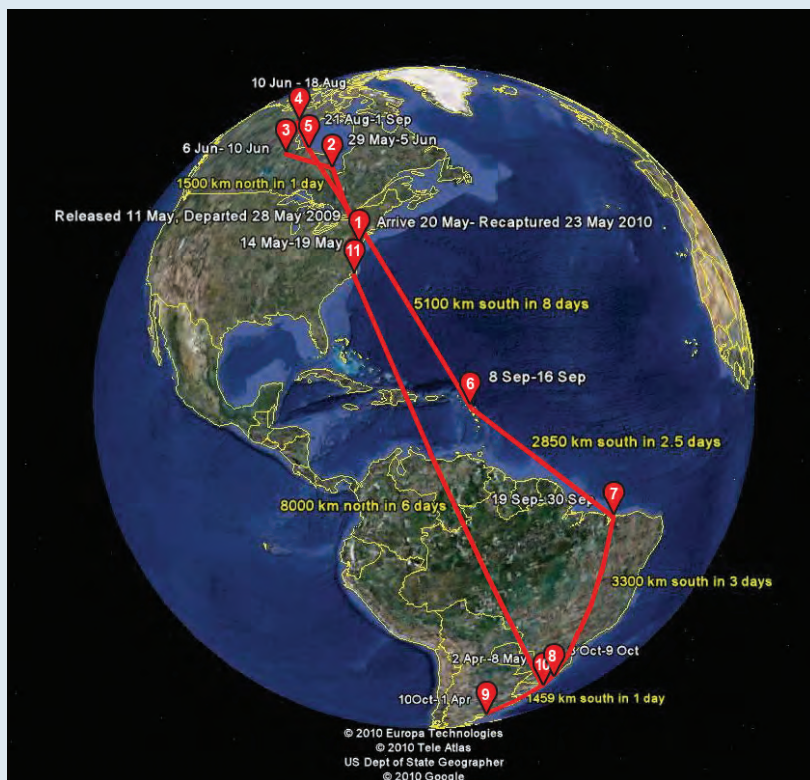 10 Jun - 18 Aug
4
21 Aug-1 Sep
3
5
29 May-5 Jun
6 Jun- 10 Jun
2
1500 km north in 1 day
Released 11 May, Departed 28 May 2009
1
Arrive 20 May- Recaptured 23 May 2010
14 May-19 May
11
5100 km south in 8 days
6
8 Sep-16 Sep
2850 km south in 2.5 days
7
19 Sep- 30 Sep
8000 km north in 6 days
3300 km south in 3 days
2 Apr-8 May
8
Oct-9 Oct
10
10Oct- 1 Apr
9
1459 km south in 1 day
© 2010 Europa Technologies
© 2010 Tele Atlas
US Dept of State Geographer
© 2010 Google